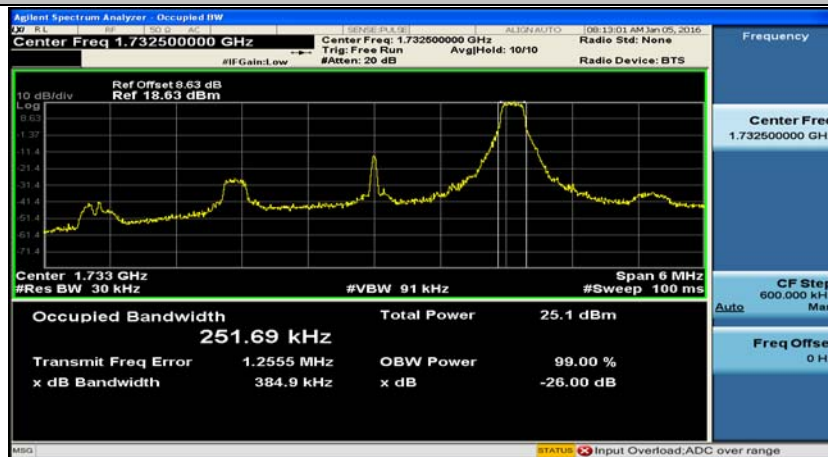 Agilent Spectrum Analyzer - Occupied BW
RL RF 50 Ω AC SENSE:PULSE ALIGN AUTO 08:13:01 AM Jan 05, 2016
Center Freq 1.732500000 GHz Center Freq: 1.732500000 GHz Radio Std: None
Trig: Free Run Avg|Hold: 10/10
#IFGain:Low #Atten: 20 dB Radio Device: BTS
Ref Offset 8.63 dB
10 dB/div Ref 18.63 dBm
Log
8.63
-1.37
-11.4
-21.4
-31.4
-41.4
-51.4
-61.4
-71.4
Center 1.733 GHz Span 6 MHz
#Res BW 30 kHz #VBW 91 kHz #Sweep 100 ms
Occupied Bandwidth Total Power 25.1 dBm
251.69 kHz
Transmit Freq Error 1.2555 MHz OBW Power 99.00 %
x dB Bandwidth 384.9 kHz x dB -26.00 dB
Frequency
Center Fre
1.732500000 GH
CF Step
600.000 kH
Auto Ma
Freq Offse
0 H
MSG STATUS Input Overload;ADC over range